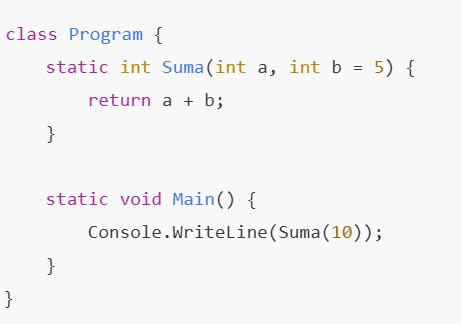 class Program {
    static int Suma(int a, int b = 5) {
        return a + b;
    }

    static void Main() {
        Console.WriteLine(Suma(10));
    }
}